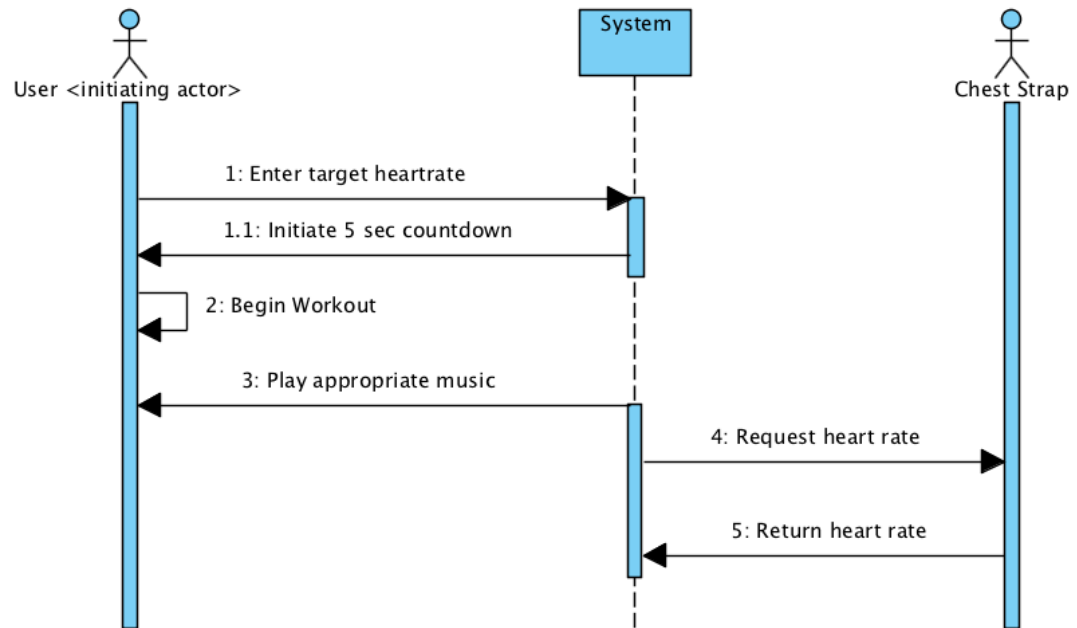 System
User <initiating actor>
Chest Strap
1: Enter target heartrate
1.1: Initiate 5 sec countdown
2: Begin Workout
3: Play appropriate music
4: Request heart rate
5: Return heart rate